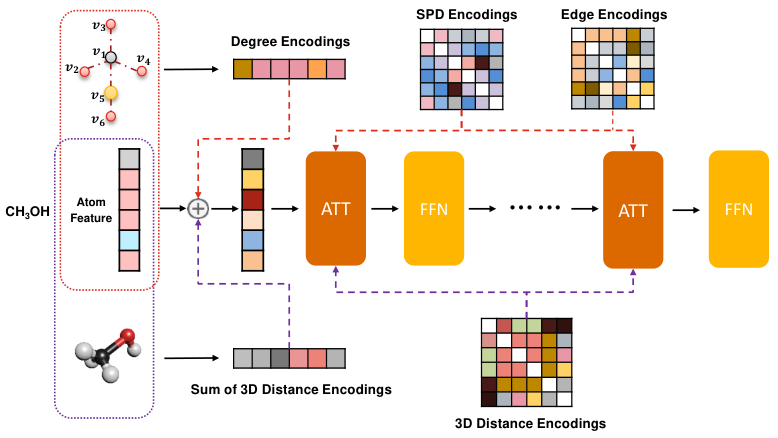 SPD Encodings
Edge Encodings
v3
Degree Encodings
v1
v2
v4
v5
v6
CH3OH
Atom
Feature
ATT
FFN
......
ATT
FFN
Sum of 3D Distance Encodings
3D Distance Encodings